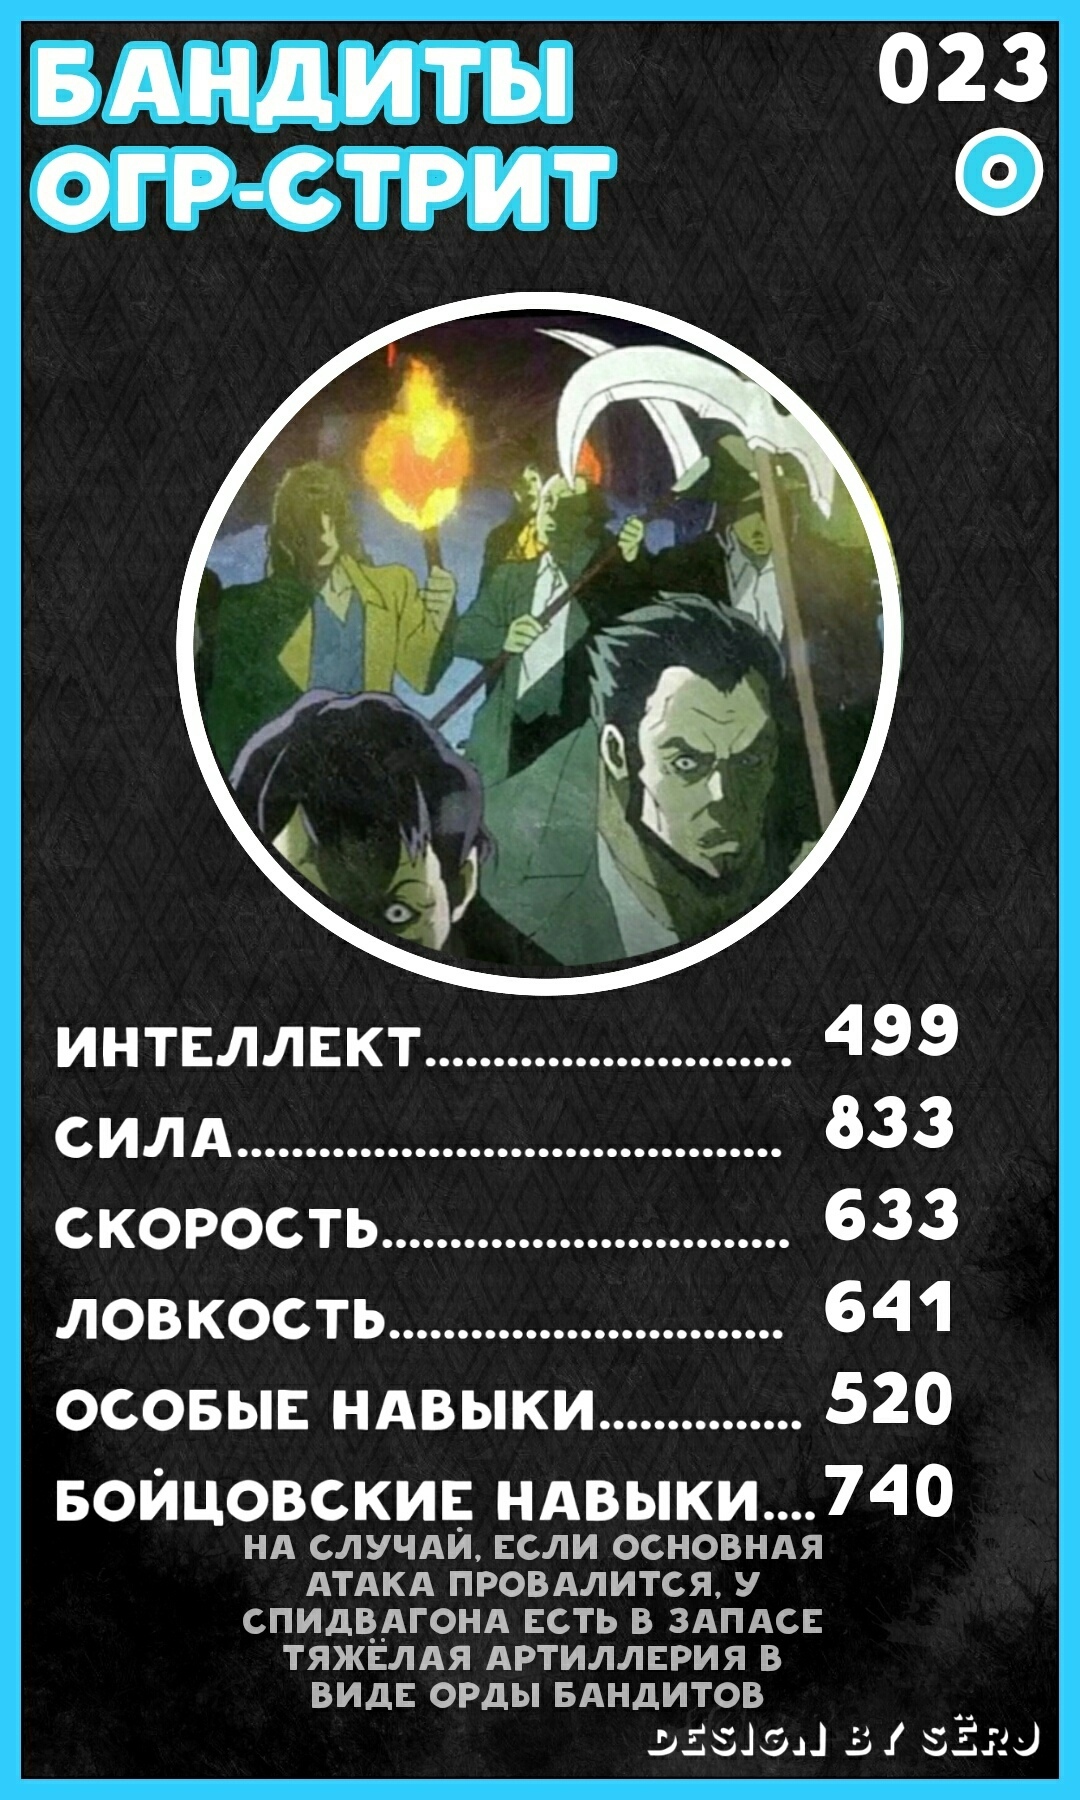 БАНДИТЫ
ОГР-СТРИТ
023
О
ИНТЕЛЛЕКТ........................... 499
СИЛА........................................ 833
СКОРОСТЬ.............................. 633
ЛОВКОСТЬ............................. 641
ОСОБЫЕ НАВЫКИ............... 520
БОЙЦОВСКИЕ НАВЫКИ.... 740
НА СЛУЧАЙ, ЕСЛИ ОСНОВНАЯ
АТАКА ПРОВАЛИТСЯ, У
СПИДВАГОНА ЕСТЬ В ЗАПАСЕ
ТЯЖЁЛАЯ АРТИЛЛЕРИЯ В
ВИДЕ ОРДЫ БАНДИТОВ
DESIGN BY SËRJ